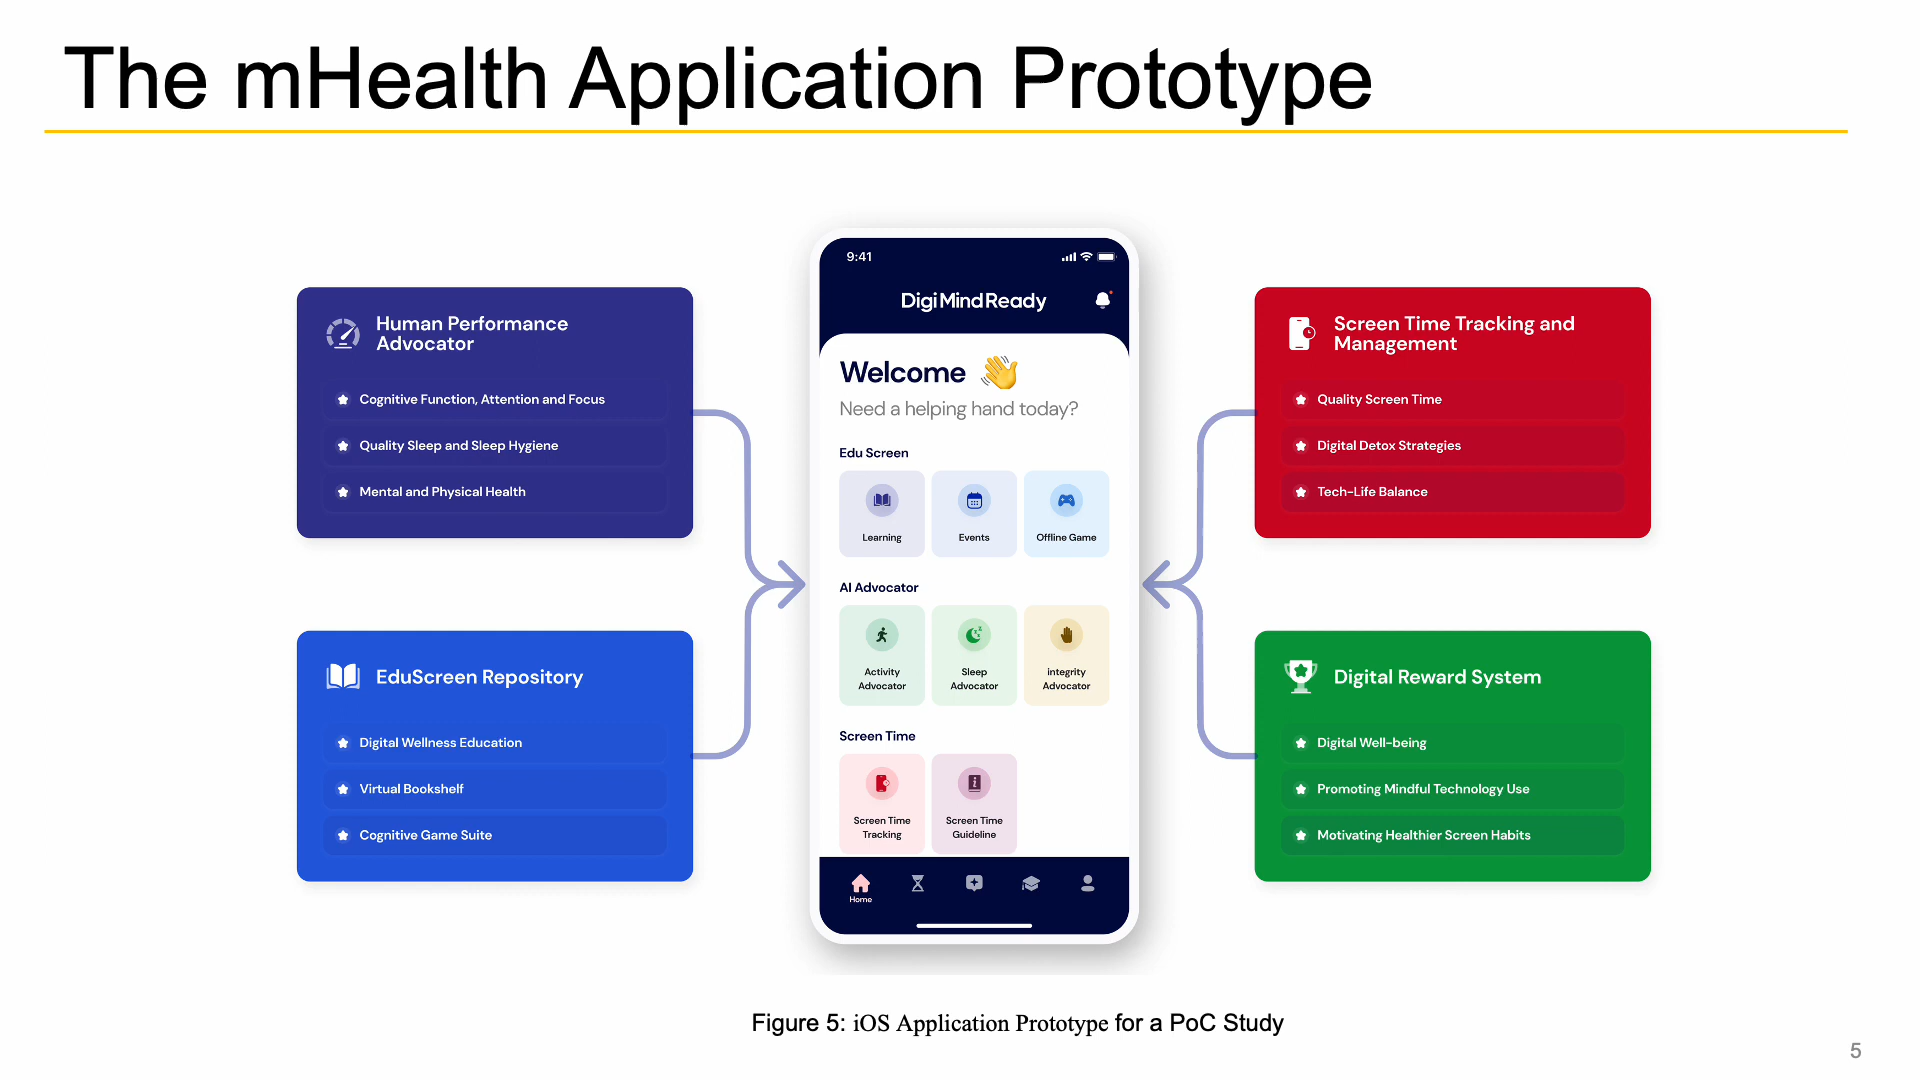 The mHealth Application Prototype
Human Performance
Advocator
Cognitive Function, Attention and Focus
Quality Sleep and Sleep Hygiene
Mental and Physical Health
EduScreen Repository
Digital Wellness Education
Virtual Bookshelf
Cognitive Game Suite
9:41
DigiMindReady
Welcome 👋
Need a helping hand today?
Edu Screen
Learning
Events
Offline Game
AI Advocator
Activity
Advocator
Sleep
Advocator
integrity
Advocator
Screen Time
Screen Time
Tracking
Screen Time
Guideline
Home
Screen Time Tracking and
Management
Quality Screen Time
Digital Detox Strategies
Tech-Life Balance
Digital Reward System
Digital Well-being
Promoting Mindful Technology Use
Motivating Healthier Screen Habits
Figure 5: iOS Application Prototype for a PoC Study
5